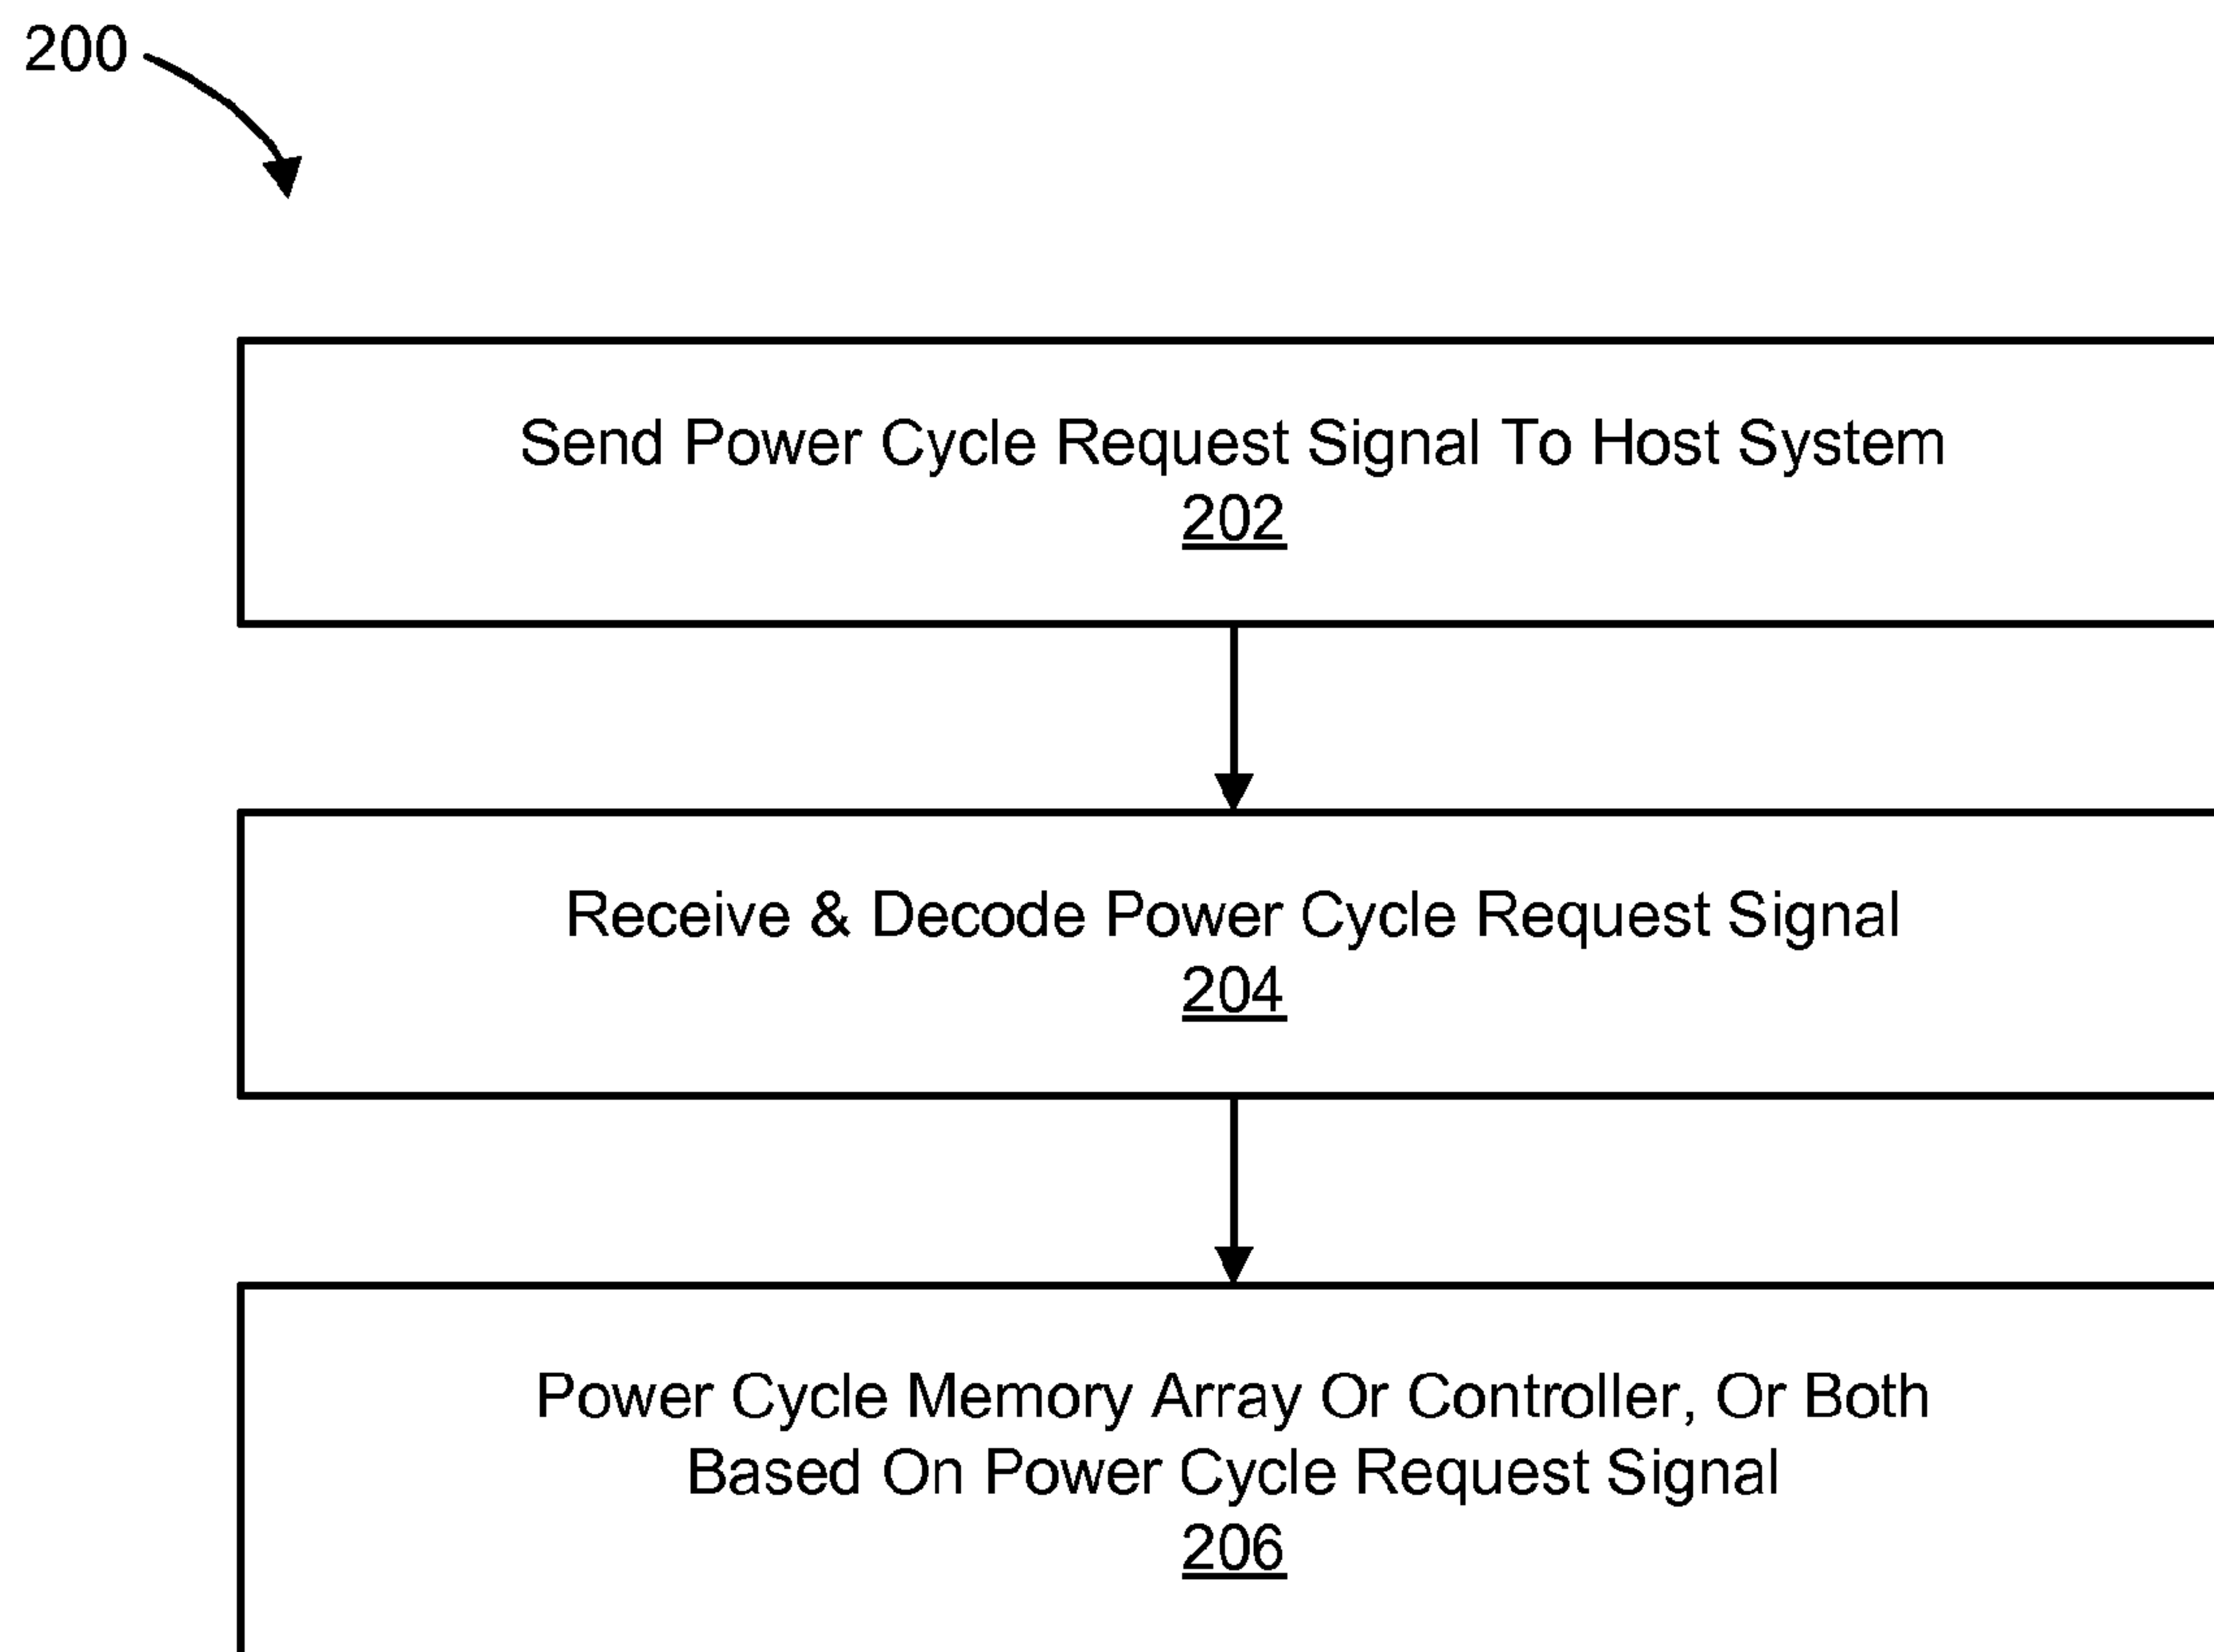 200
Send Power Cycle Request Signal To Host System
202
Receive & Decode Power Cycle Request Signal
204
Power Cycle Memory Array Or Controller, Or Both
Based On Power Cycle Request Signal
206